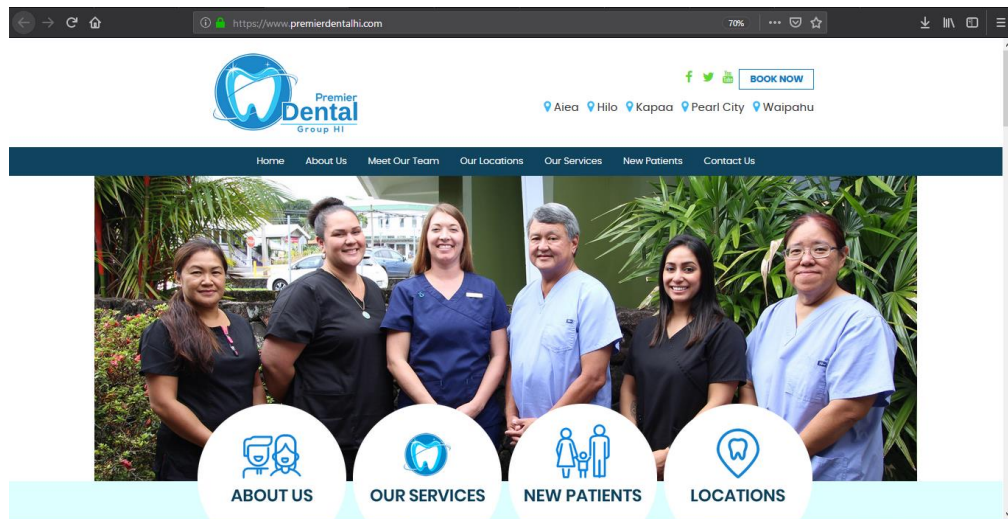 https://www.premierdentalhi.com
70%
Premier
Dental
Group HI
BOOK NOW
Aiea Hilo Kapaa Pearl City Waipahu
Home About Us Meet Our Team Our Locations Our Services New Patients Contact Us
ABOUT US OUR SERVICES NEW PATIENTS LOCATIONS